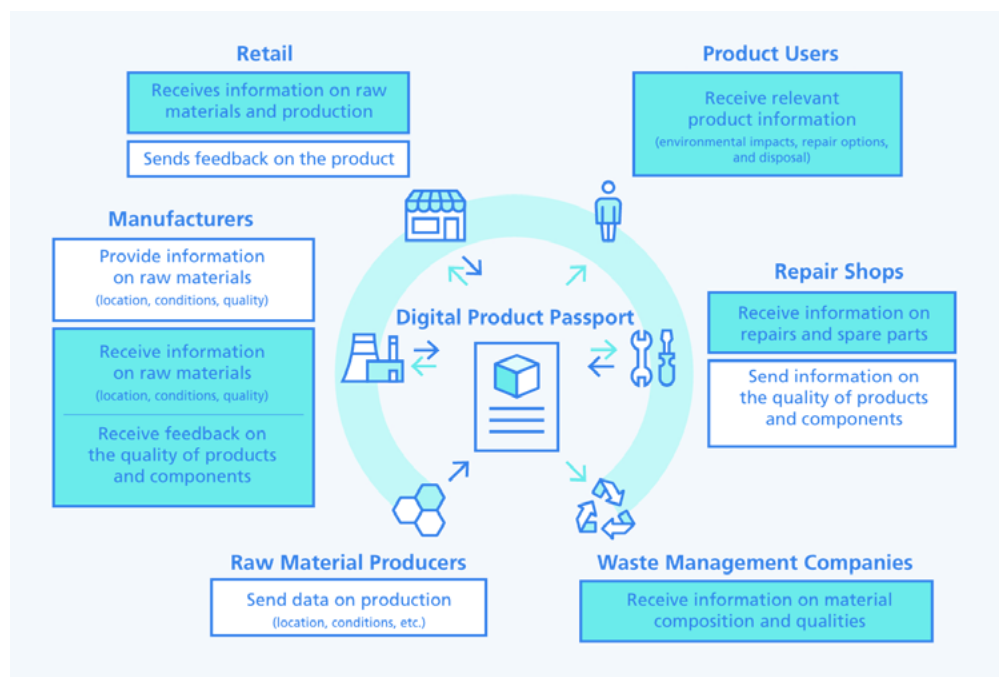 Retail
Receives information on raw
materials and production
Sends feedback on the product
Product Users
Receive relevant
product information
(environmental impacts, repair options,
and disposal)
Manufacturers
Provide information
on raw materials
(location, conditions, quality)
Receive information
on raw materials
(location, conditions, quality)
Receive feedback on
the quality of products
and components
Digital Product Passport
Repair Shops
Receive information on
repairs and spare parts
Send information on
the quality of products
and components
Raw Material Producers
Send data on production
(location, conditions, etc.)
Waste Management Companies
Receive information on material
composition and qualities